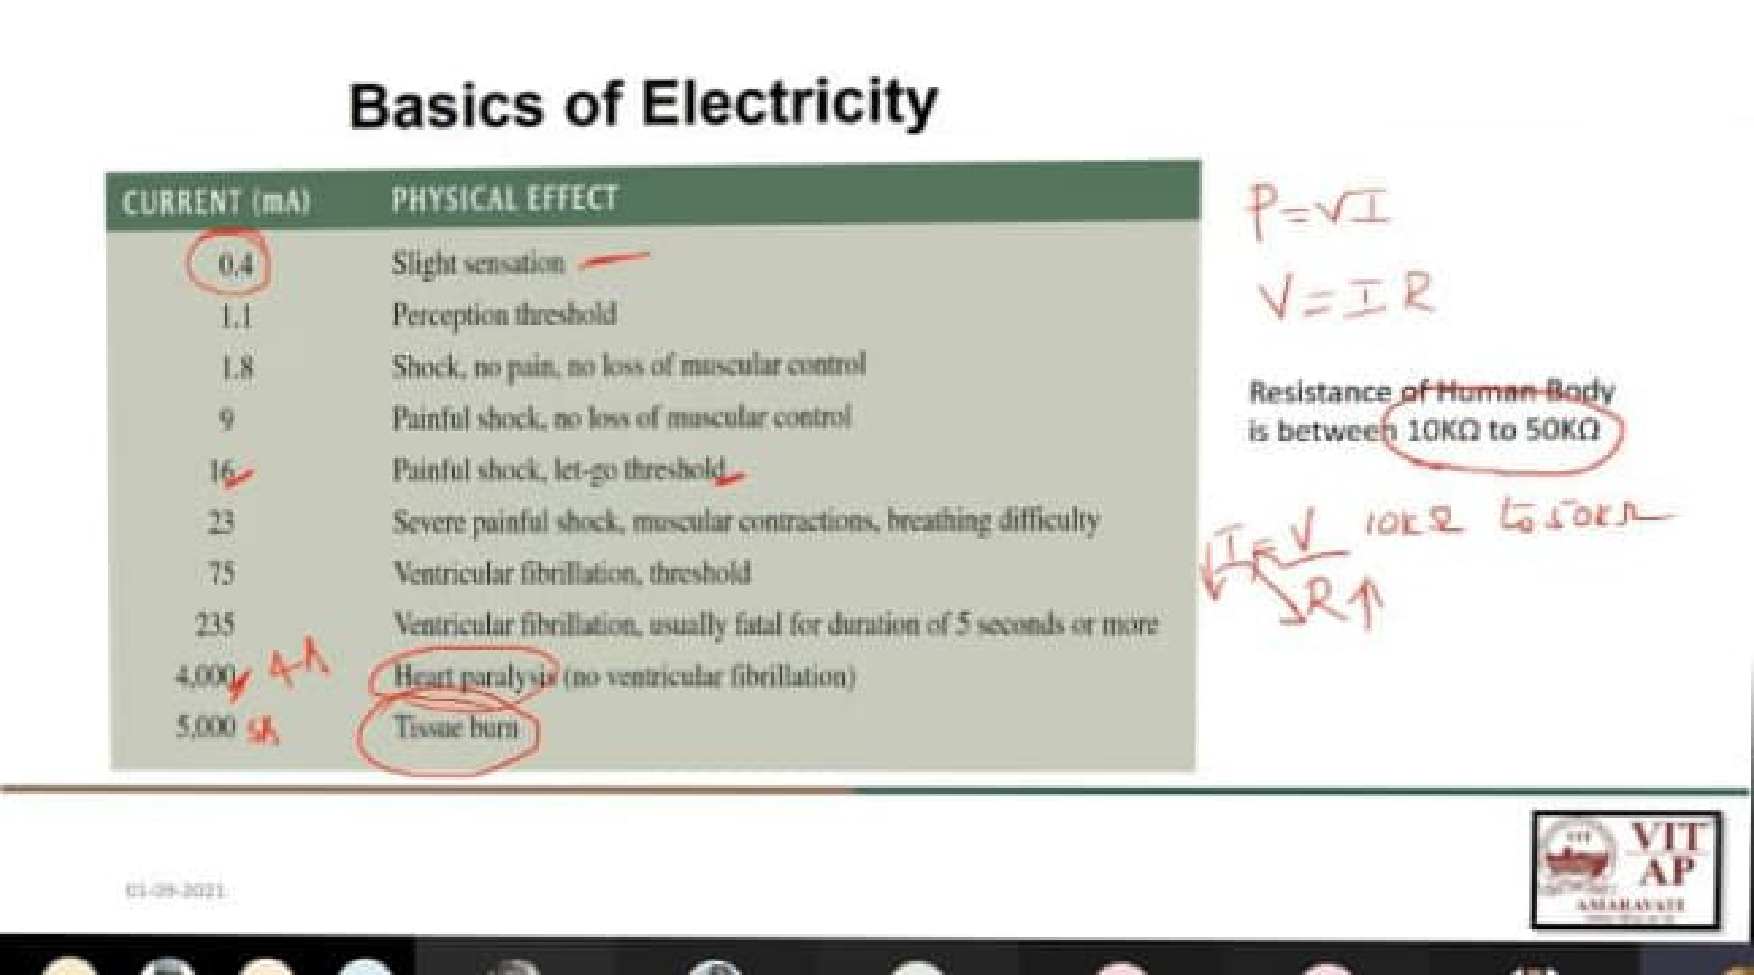 Basics of Electricity
CURRENT (mA) PHYSICAL EFFECT
0.4 Slight sensation
1.1 Perception threshold
1.8 Shock, no pain, no loss of muscular control
9 Painful shock, no loss of muscular control
16 Painful shock, let-go threshold
23 Severe painful shock, muscular contractions, breathing difficulty
75 Ventricular fibrillation, threshold
235 Ventricular fibrillation, usually fatal for duration of 5 seconds or more
4,000 4A Heart paralysis (no ventricular fibrillation)
5,000 5A Tissue burn
P=VI
V=IR
Resistance of Human Body
is between 10KΩ to 50KΩ
10KΩ to 50KΩ
↓I = V
R↑
01-09-2021
VIT
AP
AMARAVATI